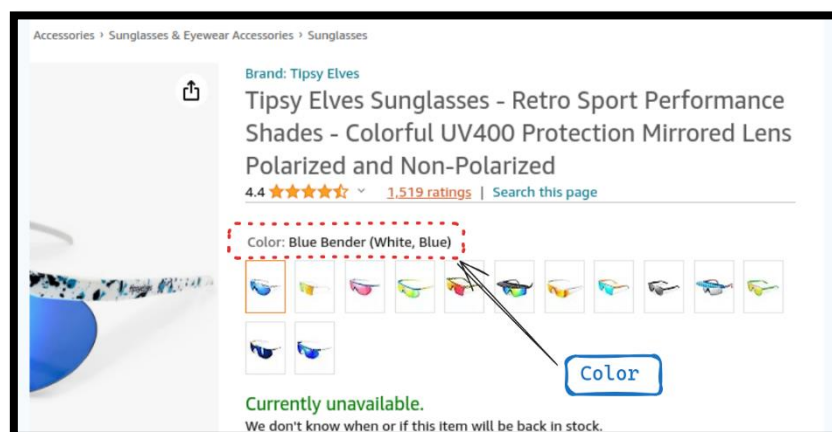 Accessories › Sunglasses & Eyewear Accessories › Sunglasses
Brand: Tipsy Elves
Tipsy Elves Sunglasses - Retro Sport Performance
Shades - Colorful UV400 Protection Mirrored Lens
Polarized and Non-Polarized
4.4 1,519 ratings | Search this page
Color: Blue Bender (White, Blue)
Color
Currently unavailable.
We don't know when or if this item will be back in stock.